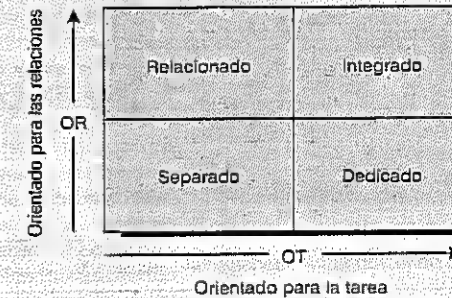 Orientado para las relaciones
OR
Relacionado
Integrado
Separado
Dedicado
OT
Orientado para la tarea